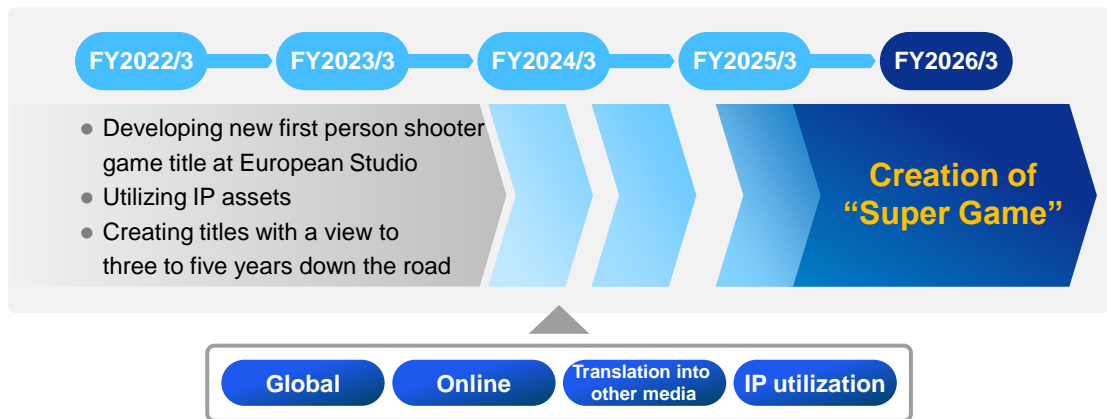 FY2022/3 FY2023/3 FY2024/3 FY2025/3 FY2026/3
● Developing new first person shooter
game title at European Studio
● Utilizing IP assets
● Creating titles with a view to
three to five years down the road
Creation of
“Super Game”
Global
Online
Translation into
other media
IP utilization